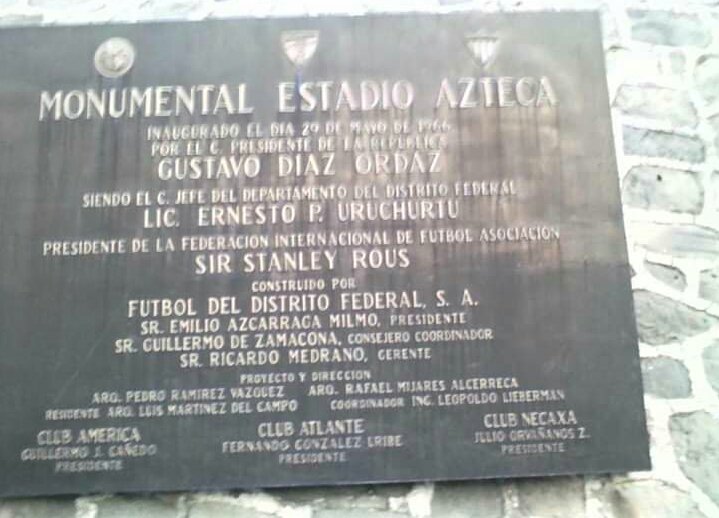 MONUMENTAL ESTADIO AZTECA
INAUGURADO EL DIA 29 DE MAYO DE 1966
POR EL C. PRESIDENTE DE LA REPUBLICA
GUSTAVO DIAZ ORDAZ
SIENDO EL C. JEFE DEL DEPARTAMENTO DEL DISTRITO FEDERAL
LIC. ERNESTO P. URUCHURTU
PRESIDENTE DE LA FEDERACION INTERNACIONAL DE FUTBOL ASOCIACION
SIR STANLEY ROUS
CONSTRUIDO POR
FUTBOL DEL DISTRITO FEDERAL, S. A.
SR. EMILIO AZCARRAGA MILMO, PRESIDENTE
SR. GUILLERMO DE ZAMACONA, CONSEJERO COORDINADOR
SR. RICARDO MEDRANO, GERENTE
PROYECTO Y DIRECCION
ARQ. PEDRO RAMIREZ VAZQUEZ ARQ. RAFAEL MIJARES ALCERRECA
RESIDENTE ARQ. LUIS MARTINEZ DEL CAMPO COORDINADOR ING. LEOPOLDO LIEBERMAN
CLUB AMERICA
GUILLERMO J. CAÑEDO
PRESIDENTE
CLUB ATLANTE
FERNANDO GONZALEZ URIBE
PRESIDENTE
CLUB NECAXA
JULIO ORVAÑANOS Z.
PRESIDENTE